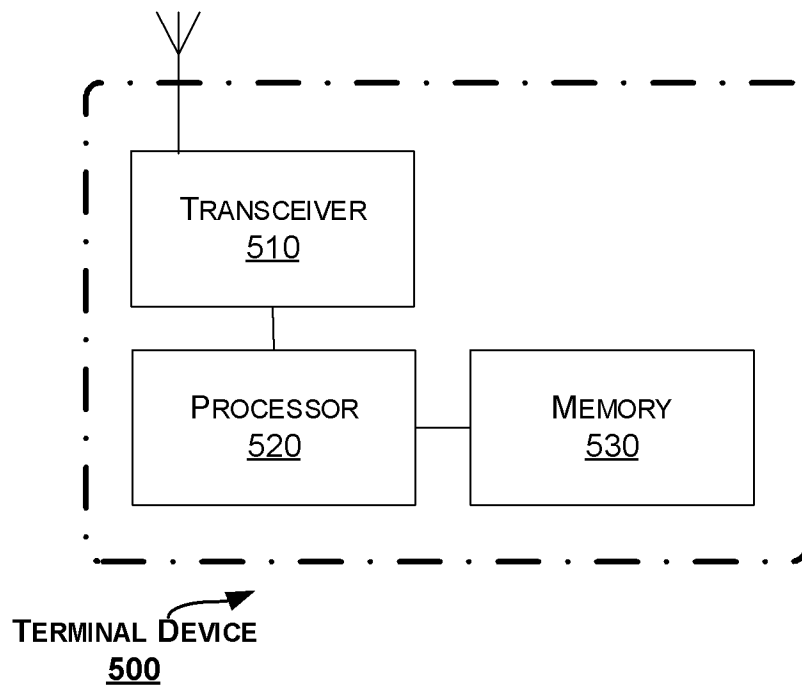 TRANSCEIVER
510
PROCESSOR
520
MEMORY
530
TERMINAL DEVICE
500